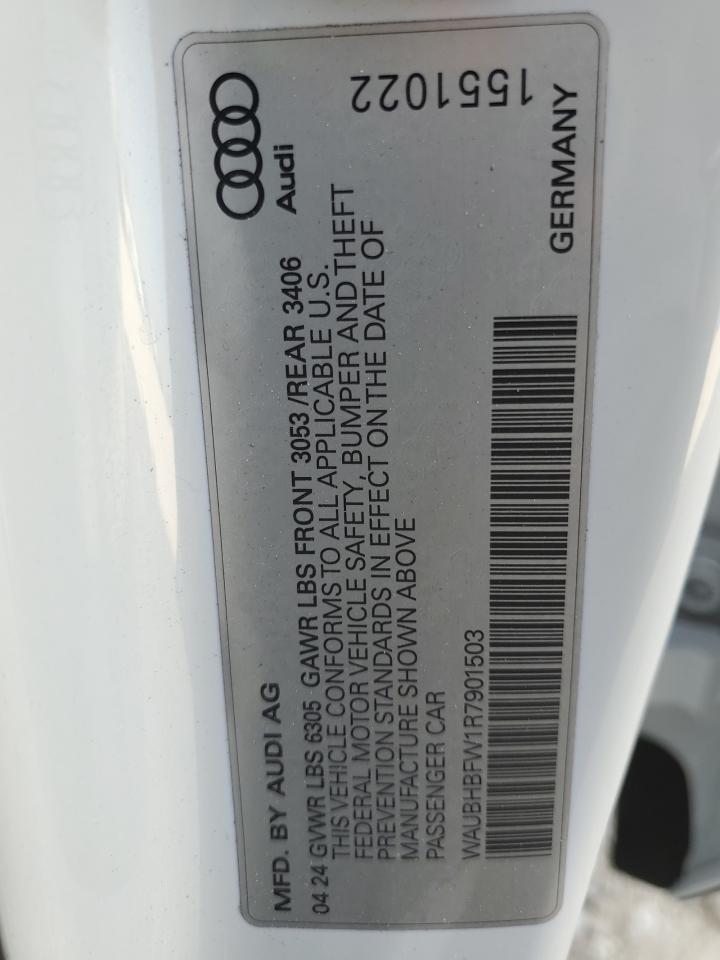 MFD. BY AUDI AG
Audi
04 24 GVWR LBS 6305 GAWR LBS FRONT 3053 /REAR 3406
THIS VEHICLE CONFORMS TO ALL APPLICABLE U.S.
FEDERAL MOTOR VEHICLE SAFETY, BUMPER AND THEFT
PREVENTION STANDARDS IN EFFECT ON THE DATE OF
MANUFACTURE SHOWN ABOVE
PASSENGER CAR
WAUBHBFW1R7901503
GERMANY
1551022